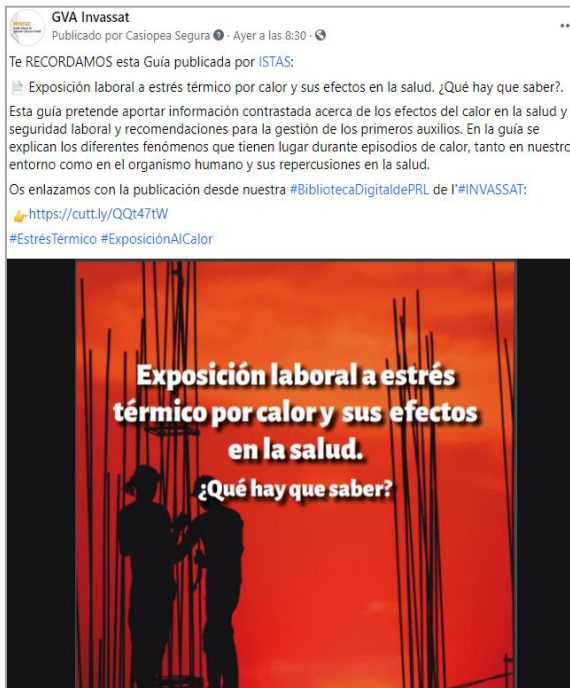 GVA Invassat
Publicado por Casiopea Segura · Ayer a las 8:30 ·
Te RECORDAMOS esta Guía publicada por ISTAS:
Exposición laboral a estrés térmico por calor y sus efectos en la salud. ¿Qué hay que saber?.
Esta guía pretende aportar información contrastada acerca de los efectos del calor en la salud y
seguridad laboral y recomendaciones para la gestión de los primeros auxilios. En la guía se
explican los diferentes fenómenos que tienen lugar durante episodios de calor, tanto en nuestro
entorno como en el organismo humano y sus repercusiones en la salud.
Os enlazamos con la publicación desde nuestra #BibliotecaDigitaldePRL de l'#INVASSAT:
👉https://cutt.ly/QQt47tW
#EstrésTérmico #ExposiciónAlCalor
Exposición laboral a estrés
térmico por calor y sus efectos
en la salud.
¿Qué hay que saber?